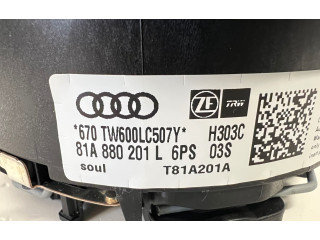 ZF TRW
*670 TW600LC507Y* H303C
81A 880 201 L 6PS 03S
soul T81A201A